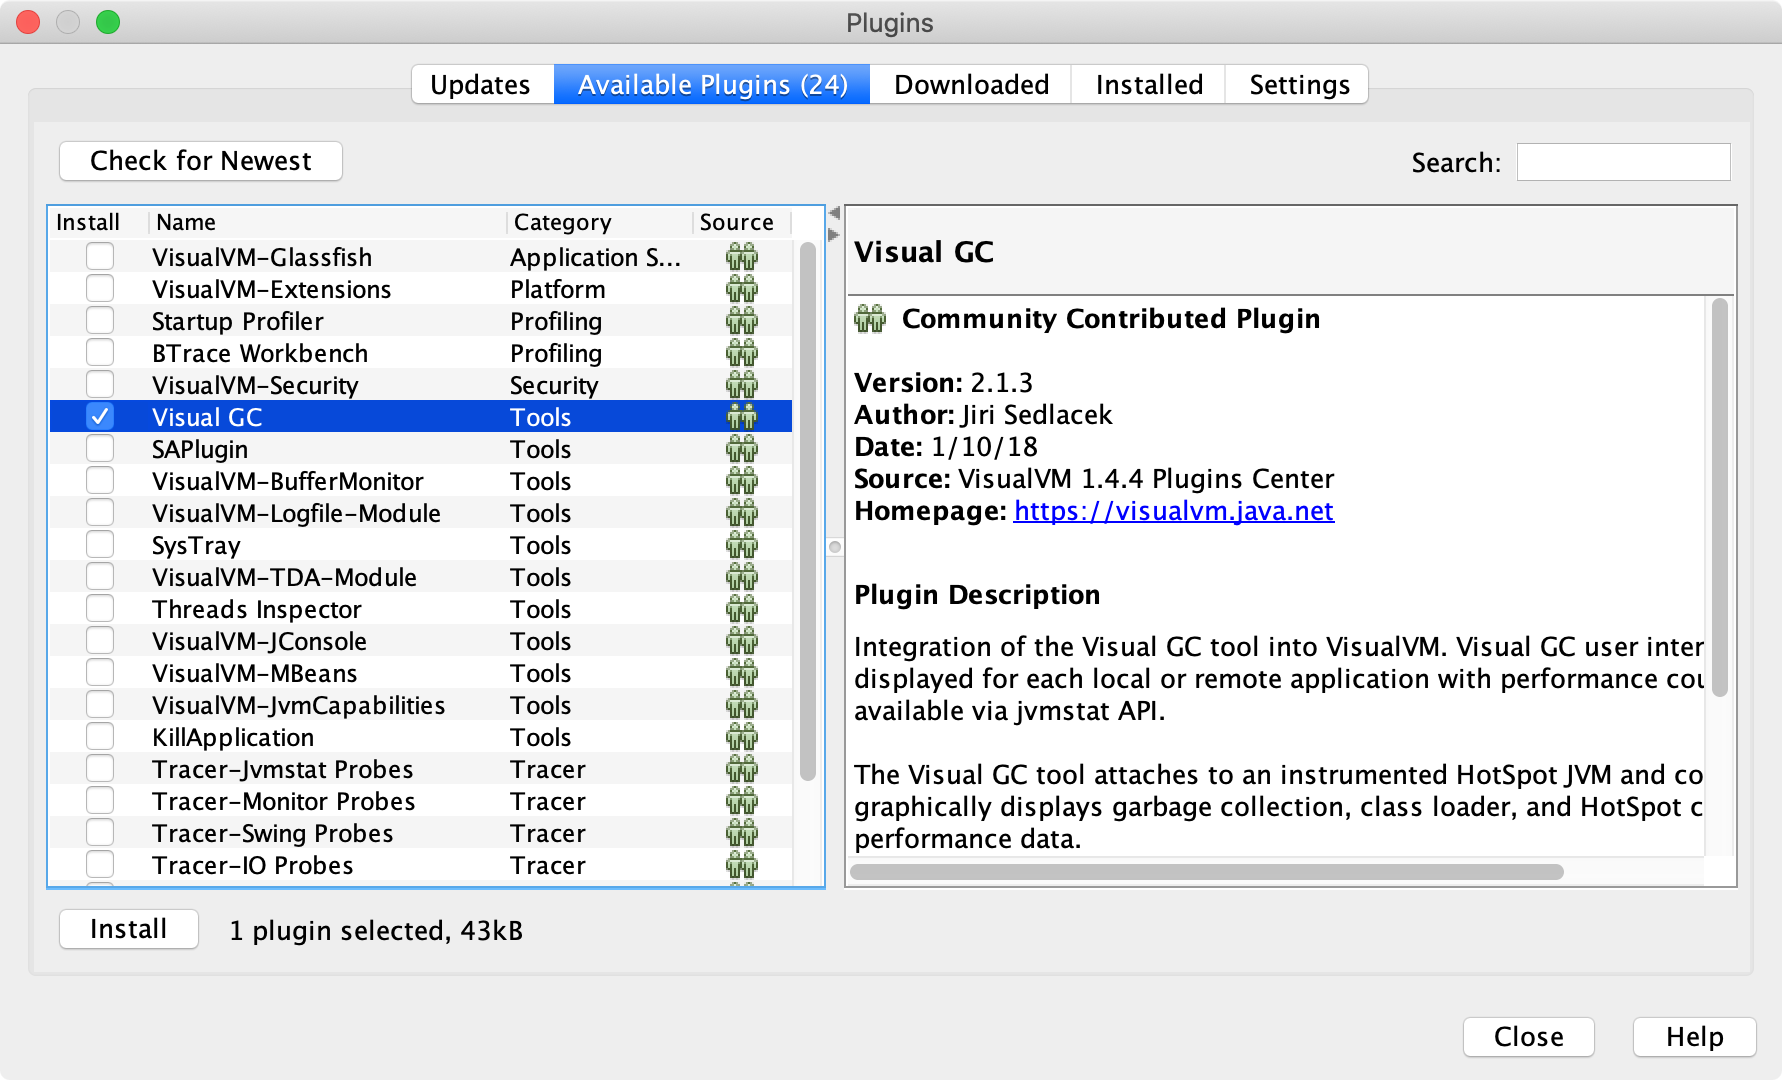 Plugins
Updates Available Plugins (24) Downloaded Installed Settings
Check for Newest Search:
Install Name Category Source
VisualVM-Glassfish Application S...
VisualVM-Extensions Platform
Startup Profiler Profiling
BTrace Workbench Profiling
VisualVM-Security Security
Visual GC Tools
SAPlugin Tools
VisualVM-BufferMonitor Tools
VisualVM-Logfile-Module Tools
SysTray Tools
VisualVM-TDA-Module Tools
Threads Inspector Tools
VisualVM-JConsole Tools
VisualVM-MBeans Tools
VisualVM-JvmCapabilities Tools
KillApplication Tools
Tracer-Jvmstat Probes Tracer
Tracer-Monitor Probes Tracer
Tracer-Swing Probes Tracer
Tracer-IO Probes Tracer
Visual GC
Community Contributed Plugin
Version: 2.1.3
Author: Jiri Sedlacek
Date: 1/10/18
Source: VisualVM 1.4.4 Plugins Center
Homepage: https://visualvm.java.net
Plugin Description
Integration of the Visual GC tool into VisualVM. Visual GC user inter
displayed for each local or remote application with performance cou
available via jvmstat API.
The Visual GC tool attaches to an instrumented HotSpot JVM and co
graphically displays garbage collection, class loader, and HotSpot c
performance data.
Install 1 plugin selected, 43kB
Close Help